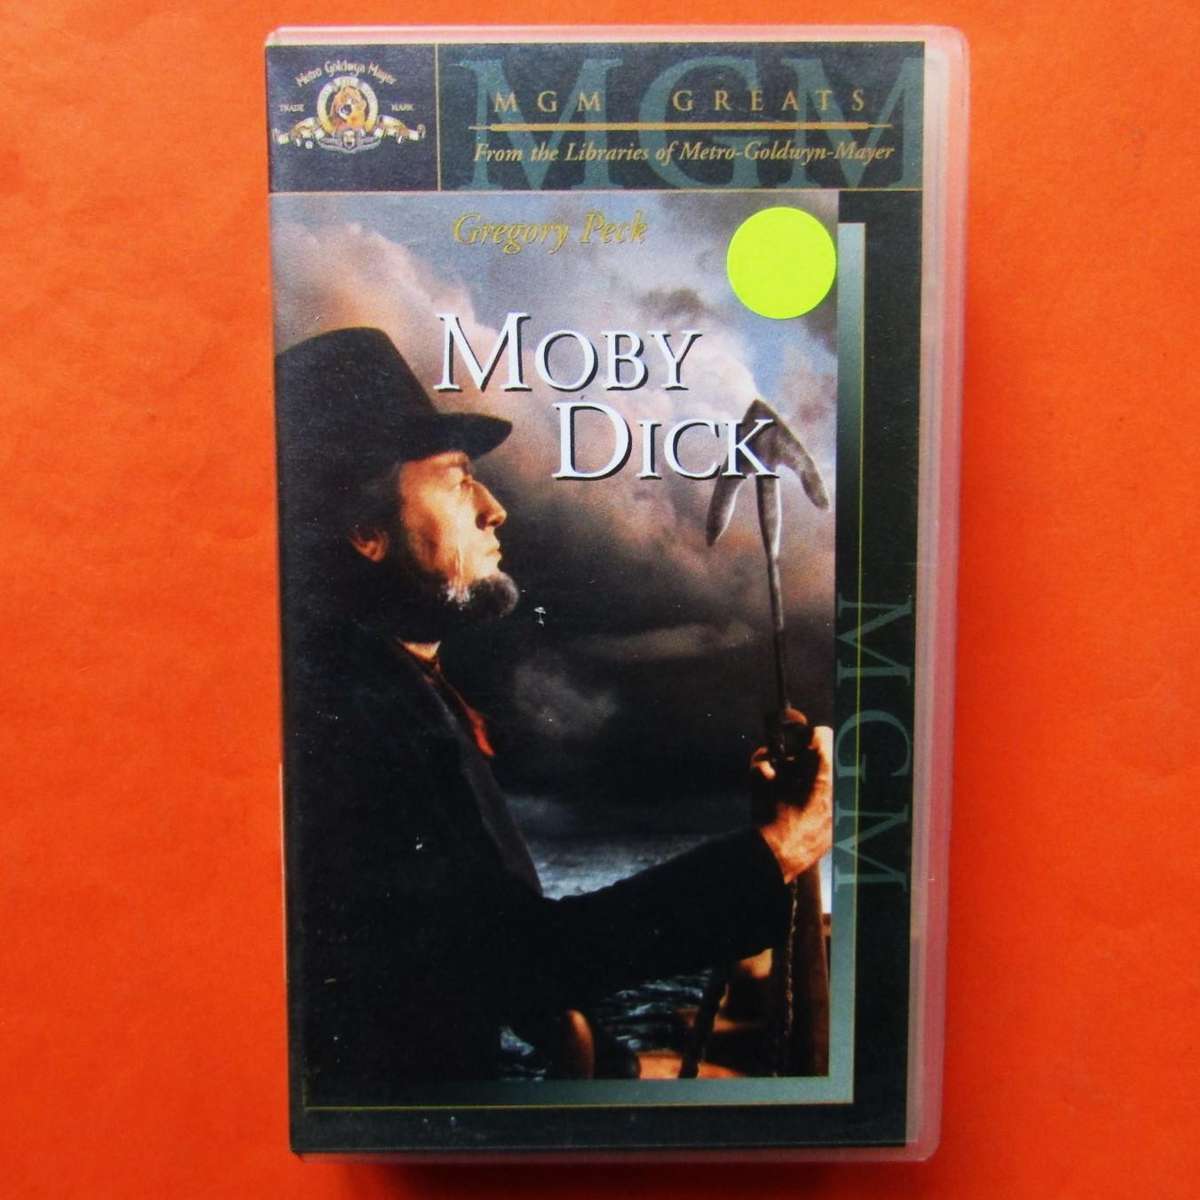 Metro Goldwyn Mayer
TRADE MARK
MGM
MGM GREATS
From the Libraries of Metro-Goldwyn-Mayer
Gregory Peck
MOBY
DICK
MGM